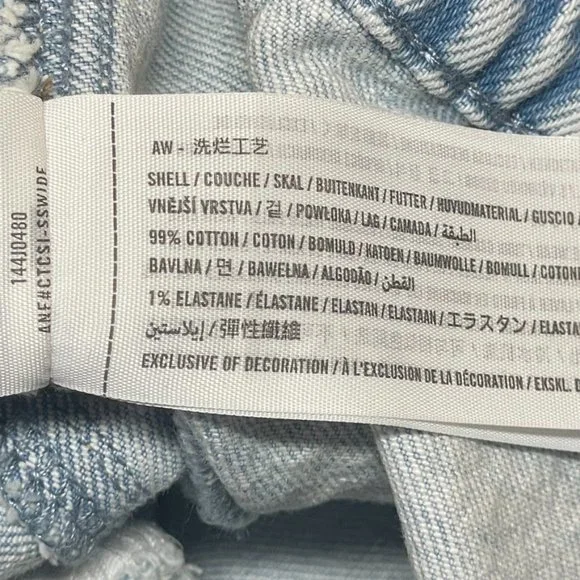 144J0480
ANF#CTCSI-SSWIDE
AW - 洗烂工艺
SHELL / COUCHE / SKAL / BUITENKANT / FUTTER / HUVUDMATERIAL / GUSCIO /
VNĚJŠÍ VRSTVA / 겉 / POWŁOKA / LAG / CAMADA / الطبقة /
99% COTTON / COTON / BOMULD / KATOEN / BAUMWOLLE / BOMULL / COTONE
BAVLNA / 면 / BAWEŁNA / ALGODÃO / القطن
1% ELASTANE / ÉLASTANE / ELASTAN / ELASTAAN / エラスタン /
إيلاستين / 彈性纖維
EXCLUSIVE OF DECORATION / À L'EXCLUSION DE LA DÉCORATION / EKSKL.